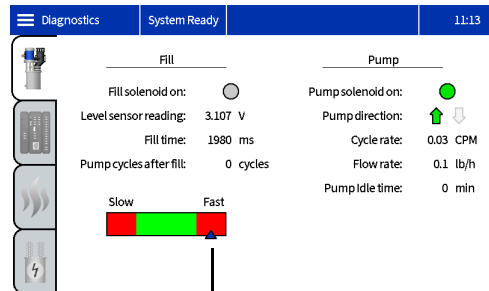 Diagnostics System Ready 11:13
Fill Pump
Fill solenoid on: Pump solenoid on:
Level sensor reading: 3.107 V Pump direction:
Fill time: 1980 ms Cycle rate: 0.03 CPM
Pump cycles after fill: 0 cycles Flow rate: 0.1 lb/h
Pump Idle time: 0 min
Slow Fast